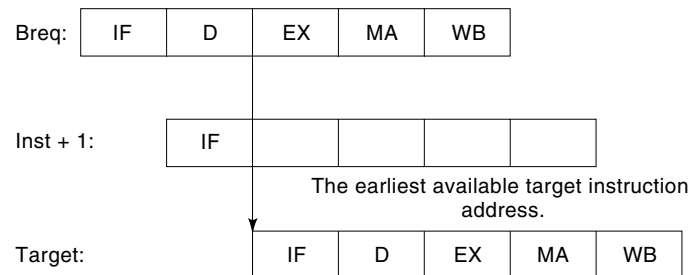 Breq: IF D EX MA WB
Inst + 1: IF
The earliest available target instruction
address.
Target: IF D EX MA WB